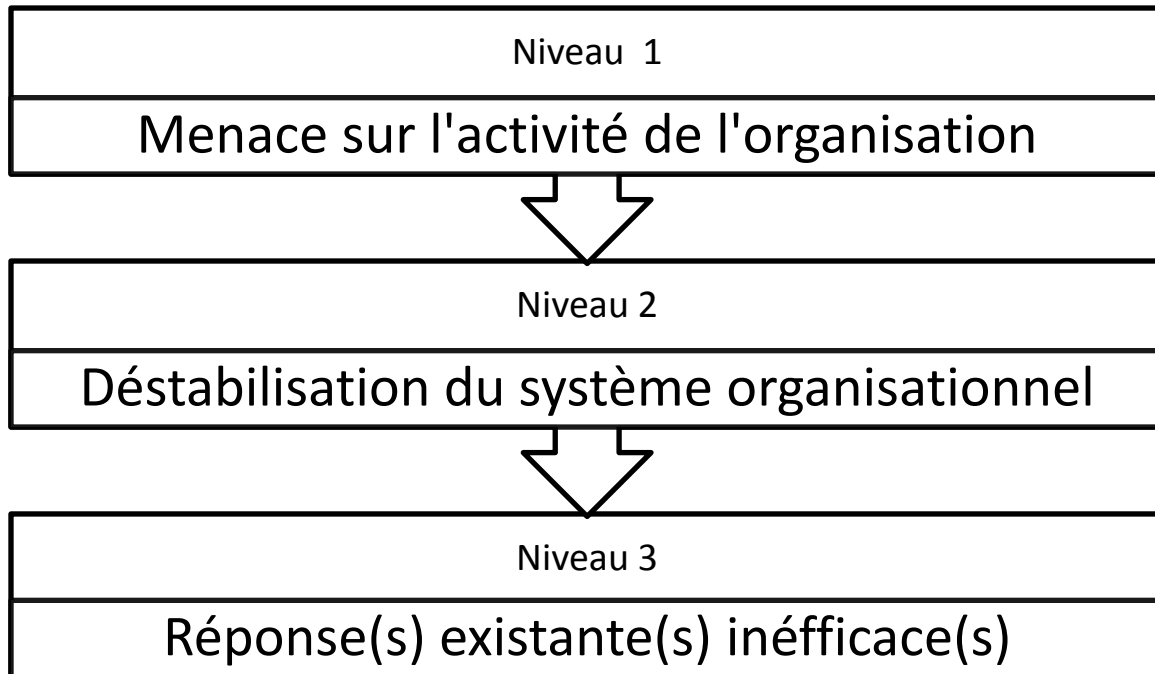 Niveau  1
Menace sur l'activité de l'organisation
Niveau 2
Déstabilisation du système organisationnel
Niveau 3
Réponse(s) existante(s) inéfficace(s)